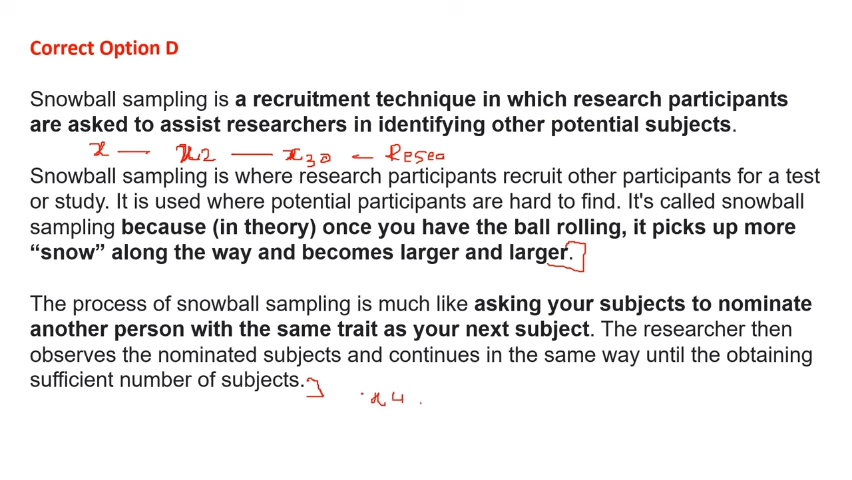 Correct Option D
Snowball sampling is a recruitment technique in which research participants
are asked to assist researchers in identifying other potential subjects.
x — x2 — x30 — Resea
Snowball sampling is where research participants recruit other participants for a test
or study. It is used where potential participants are hard to find. It's called snowball
sampling because (in theory) once you have the ball rolling, it picks up more
“snow” along the way and becomes larger and larger.
The process of snowball sampling is much like asking your subjects to nominate
another person with the same trait as your next subject. The researcher then
observes the nominated subjects and continues in the same way until the obtaining
sufficient number of subjects.
x4